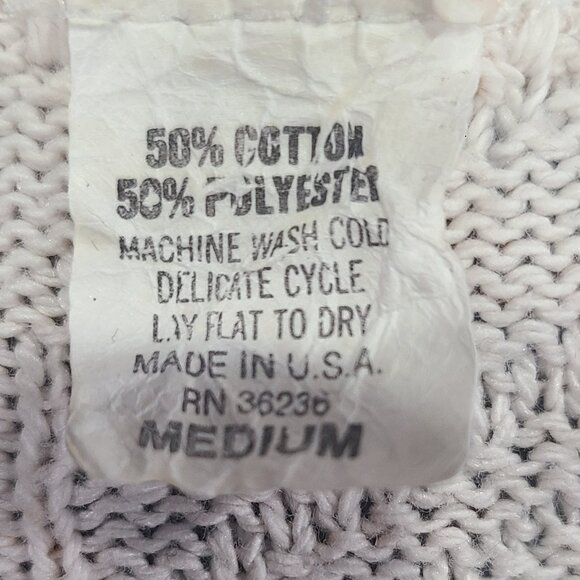 50% COTTON
50% POLYESTER
MACHINE WASH COLD
DELICATE CYCLE
LAY FLAT TO DRY
MADE IN U.S.A.
RN 36236
MEDIUM